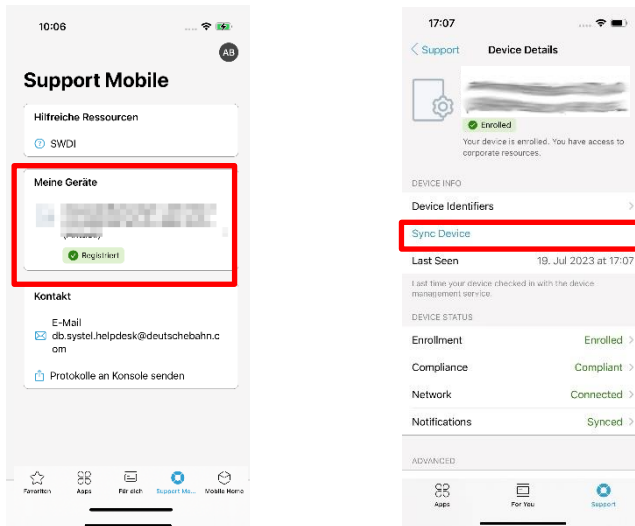 10:06
AB
Support Mobile
Hilfreiche Ressourcen
SWDI
Meine Geräte
Registriert
Kontakt
E-Mail
db.systel.helpdesk@deutschebahn.c
om
Protokolle an Konsole senden
Favoriten
Apps
Für dich
Support Mo...
Mobile Home
17:07
Support
Device Details
Enrolled
Your device is enrolled. You have access to
corporate resources.
DEVICE INFO
Device Identifiers
Sync Device
Last Seen 19. Jul 2023 at 17:07
Last time your device checked in with the device
management service.
DEVICE STATUS
Enrollment Enrolled
Compliance Compliant
Network Connected
Notifications Synced
ADVANCED
Apps
For You
Support